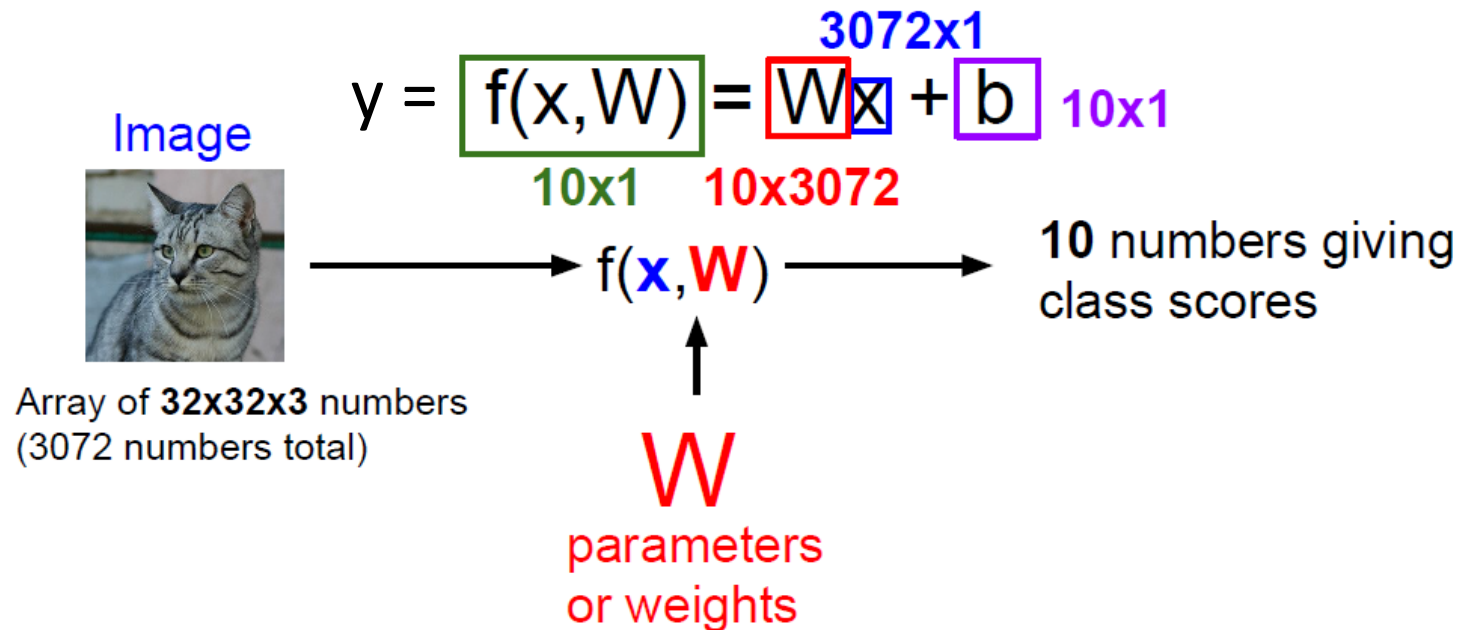 3072x1
y = f(x,W) = Wx + b 10x1
10x1 10x3072
Image
f(x,W)
10 numbers giving
class scores
Array of 32x32x3 numbers
(3072 numbers total)
W
parameters
or weights